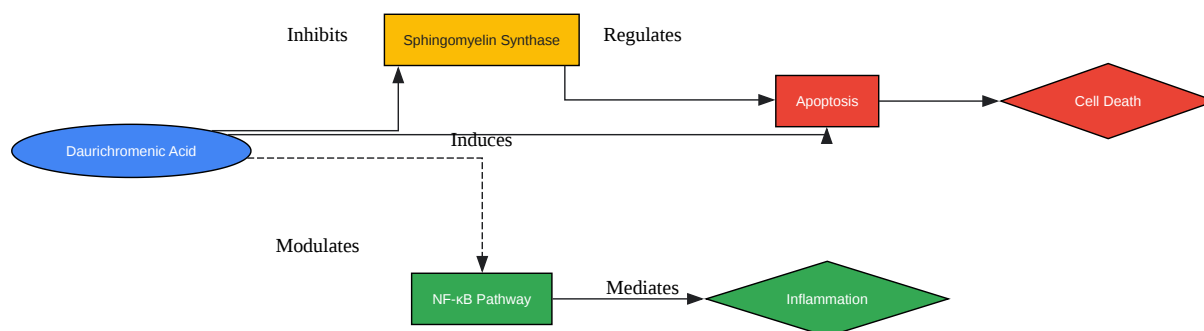 Inhibits
Sphingomyelin Synthase
Regulates
Apoptosis
Cell Death
Induces
Daurichromenic Acid
Modulates
NF-κB Pathway
Mediates
Inflammation